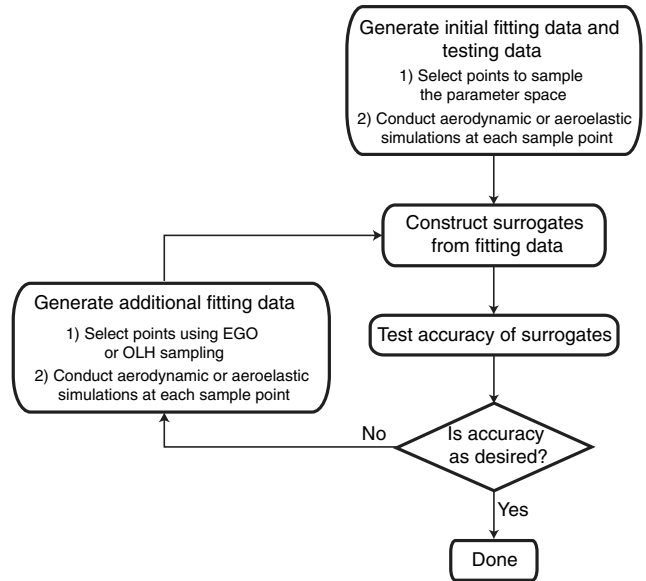 Generate initial fitting data and
testing data
1) Select points to sample
the parameter space
2) Conduct aerodynamic or aeroelastic
simulations at each sample point
Construct surrogates
from fitting data
Generate additional fitting data
1) Select points using EGO
or OLH sampling
2) Conduct aerodynamic or aeroelastic
simulations at each sample point
Test accuracy of surrogates
No
Is accuracy
as desired?
Yes
Done